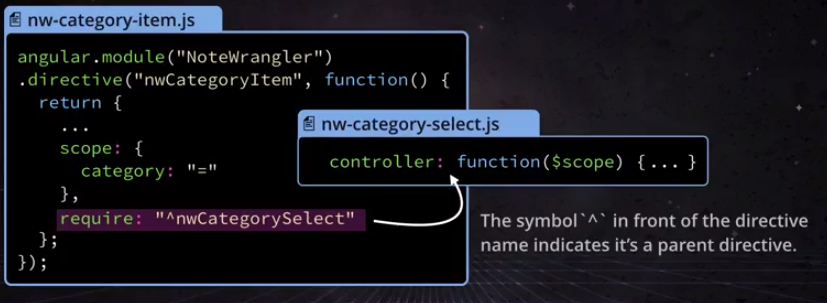 nw-category-item.js
angular.module("NoteWrangler")
.directive("nwCategoryItem", function() {
return {
...
scope: {
category: "="
},
require: "^nwCategorySelect"
};
});
nw-category-select.js
controller: function($scope) {... }
The symbol`^` in front of the directive
name indicates it's a parent directive.